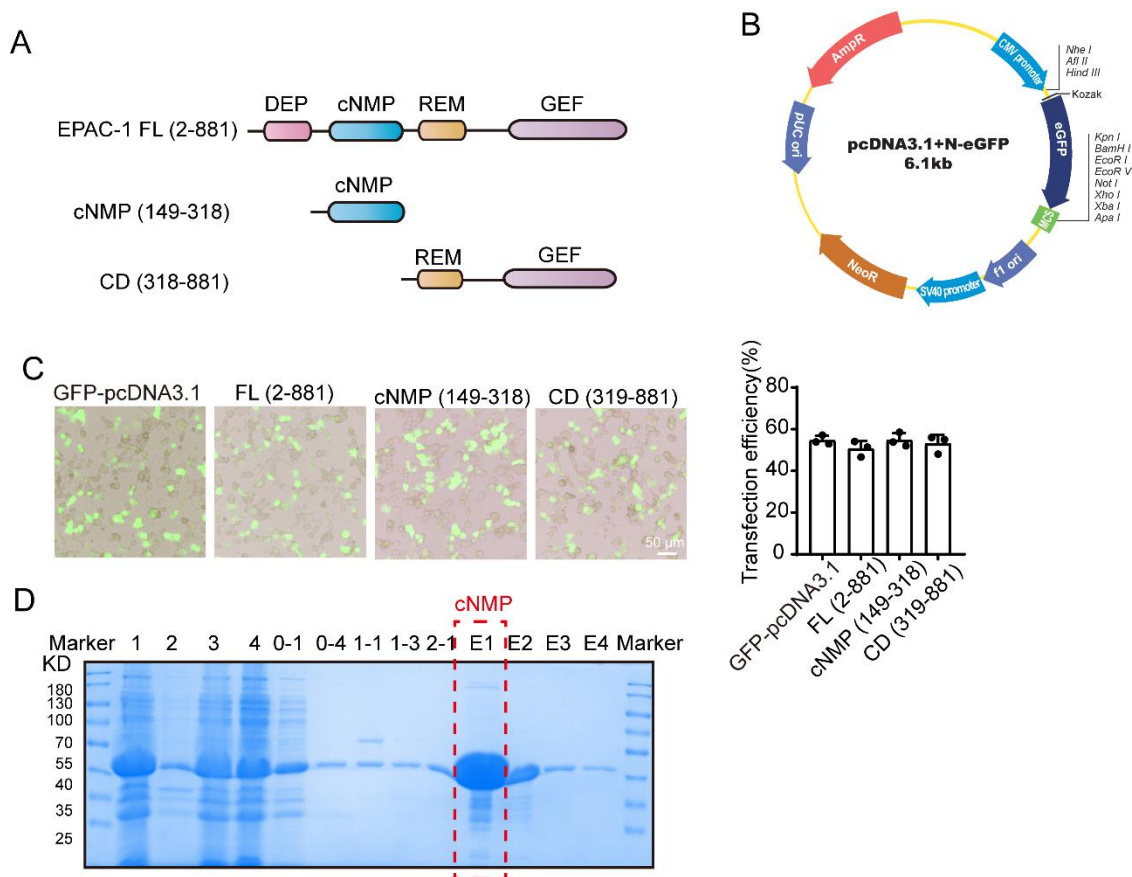 A
DEP cNMP REM GEF
EPAC-1 FL (2-881)
cNMP
cNMP (149-318)
REM GEF
CD (318-881)
B
AmpR
CMV promoter
Nhe I
Afl II
Hind III
Kozak
eGFP
pUC ori
pcDNA3.1+N-eGFP
6.1kb
Kpn I
BamH I
EcoR I
EcoR V
Not I
Xho I
Xba I
Apa I
MCS
NeoR
SV40 promoter
f1 ori
C
GFP-pcDNA3.1 FL (2-881) cNMP (149-318) CD (319-881)
50 μm
Transfection efficiency(%)
80
60
40
20
0
GFP-pcDNA3.1
FL (2-881)
cNMP (149-318)
CD (319-881)
D
cNMP
Marker 1 2 3 4 0-1 0-4 1-1 1-3 2-1 E1 E2 E3 E4 Marker
KD
180
130
100
70
55
40
35
25